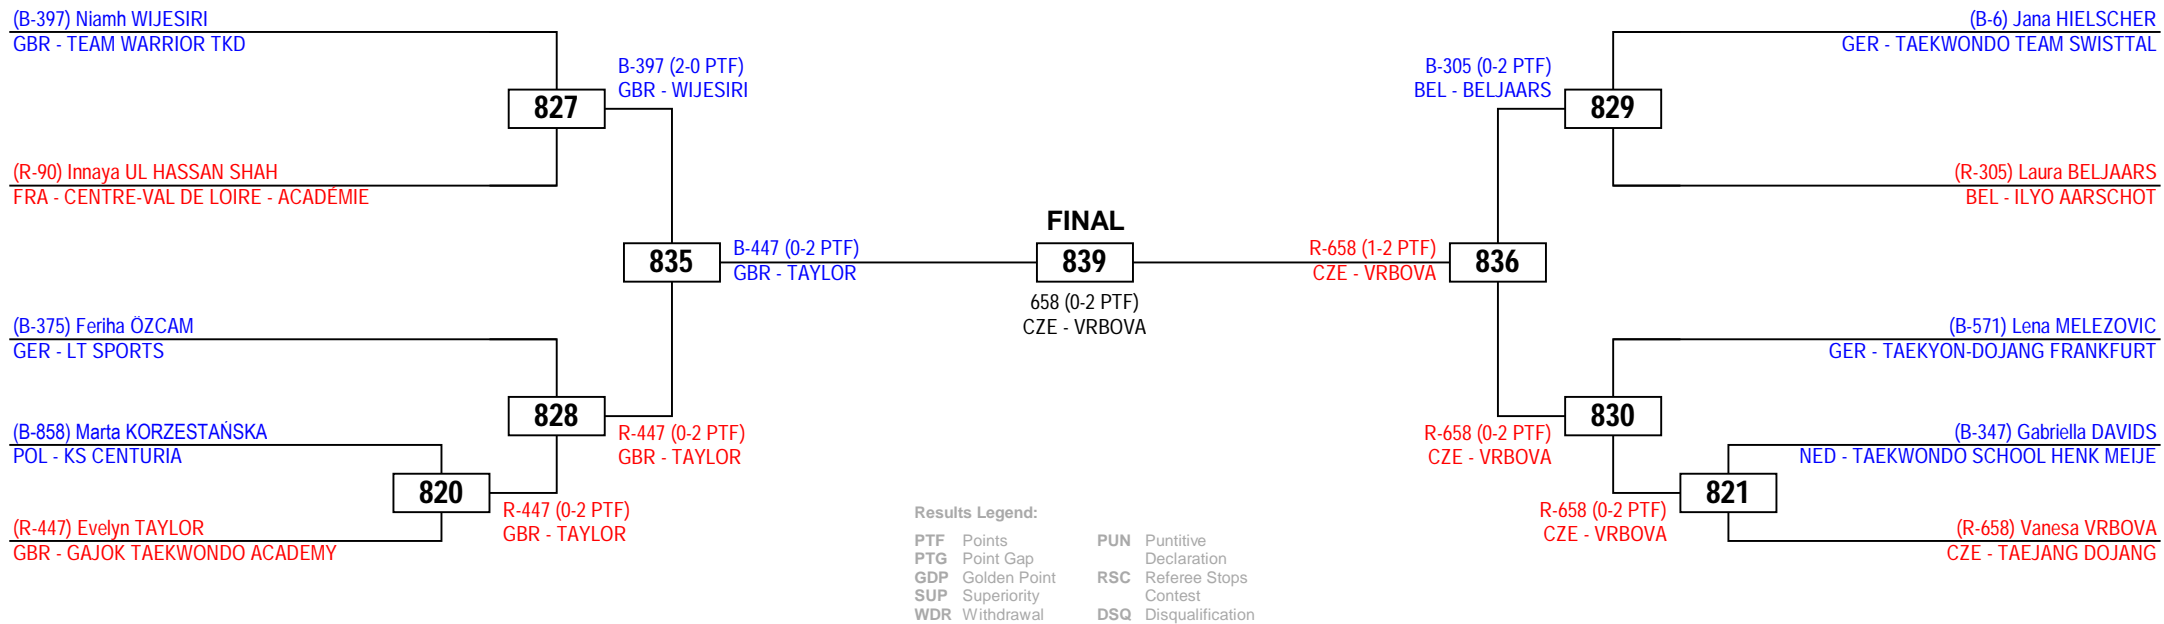 (B-397) Niamh WIJESIRI
GBR - TEAM WARRIOR TKD
B-397 (2-0 PTF)
GBR - WIJESIRI
827
(R-90) Innaya UL HASSAN SHAH
FRA - CENTRE-VAL DE LOIRE - ACADÉMIE
835
B-447 (0-2 PTF)
GBR - TAYLOR
(B-375) Feriha ÖZCAM
GER - LT SPORTS
828
R-447 (0-2 PTF)
GBR - TAYLOR
(B-858) Marta KORZESTAŃSKA
POL - KS CENTURIA
820
R-447 (0-2 PTF)
GBR - TAYLOR
(R-447) Evelyn TAYLOR
GBR - GAJOK TAEKWONDO ACADEMY
FINAL
839
658 (0-2 PTF)
CZE - VRBOVA
(B-6) Jana HIELSCHER
GER - TAEKWONDO TEAM SWISTTAL
B-305 (0-2 PTF)
BEL - BELJAARS
829
(R-305) Laura BELJAARS
BEL - ILYO AARSCHOT
R-658 (1-2 PTF)
CZE - VRBOVA
836
(B-571) Lena MELEZOVIC
GER - TAEKYON-DOJANG FRANKFURT
830
R-658 (0-2 PTF)
CZE - VRBOVA
(B-347) Gabriella DAVIDS
NED - TAEKWONDO SCHOOL HENK MEIJE
821
R-658 (0-2 PTF)
CZE - VRBOVA
(R-658) Vanesa VRBOVA
CZE - TAEJANG DOJANG
Results Legend:
PTF Points
PTG Point Gap
GDP Golden Point
SUP Superiority
WDR Withdrawal
PUN Puntitive
Declaration
RSC Referee Stops
Contest
DSQ Disqualification